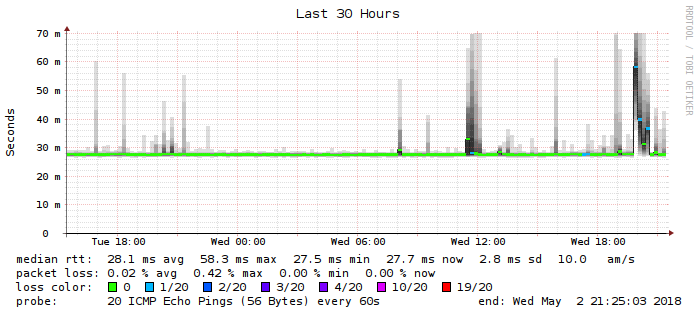 Last 30 Hours
RRDTOOL / TOBI OETIKER
Seconds
70 m
60 m
50 m
40 m
30 m
20 m
10 m
0
Tue 18:00 Wed 00:00 Wed 06:00 Wed 12:00 Wed 18:00
median rtt: 28.1 ms avg 58.3 ms max 27.5 ms min 27.7 ms now 2.8 ms sd 10.0 am/s
packet loss: 0.02 % avg 0.42 % max 0.00 % min 0.00 % now
loss color: 0 1/20 2/20 3/20 4/20 10/20 19/20
probe: 20 ICMP Echo Pings (56 Bytes) every 60s end: Wed May 2 21:25:03 2018